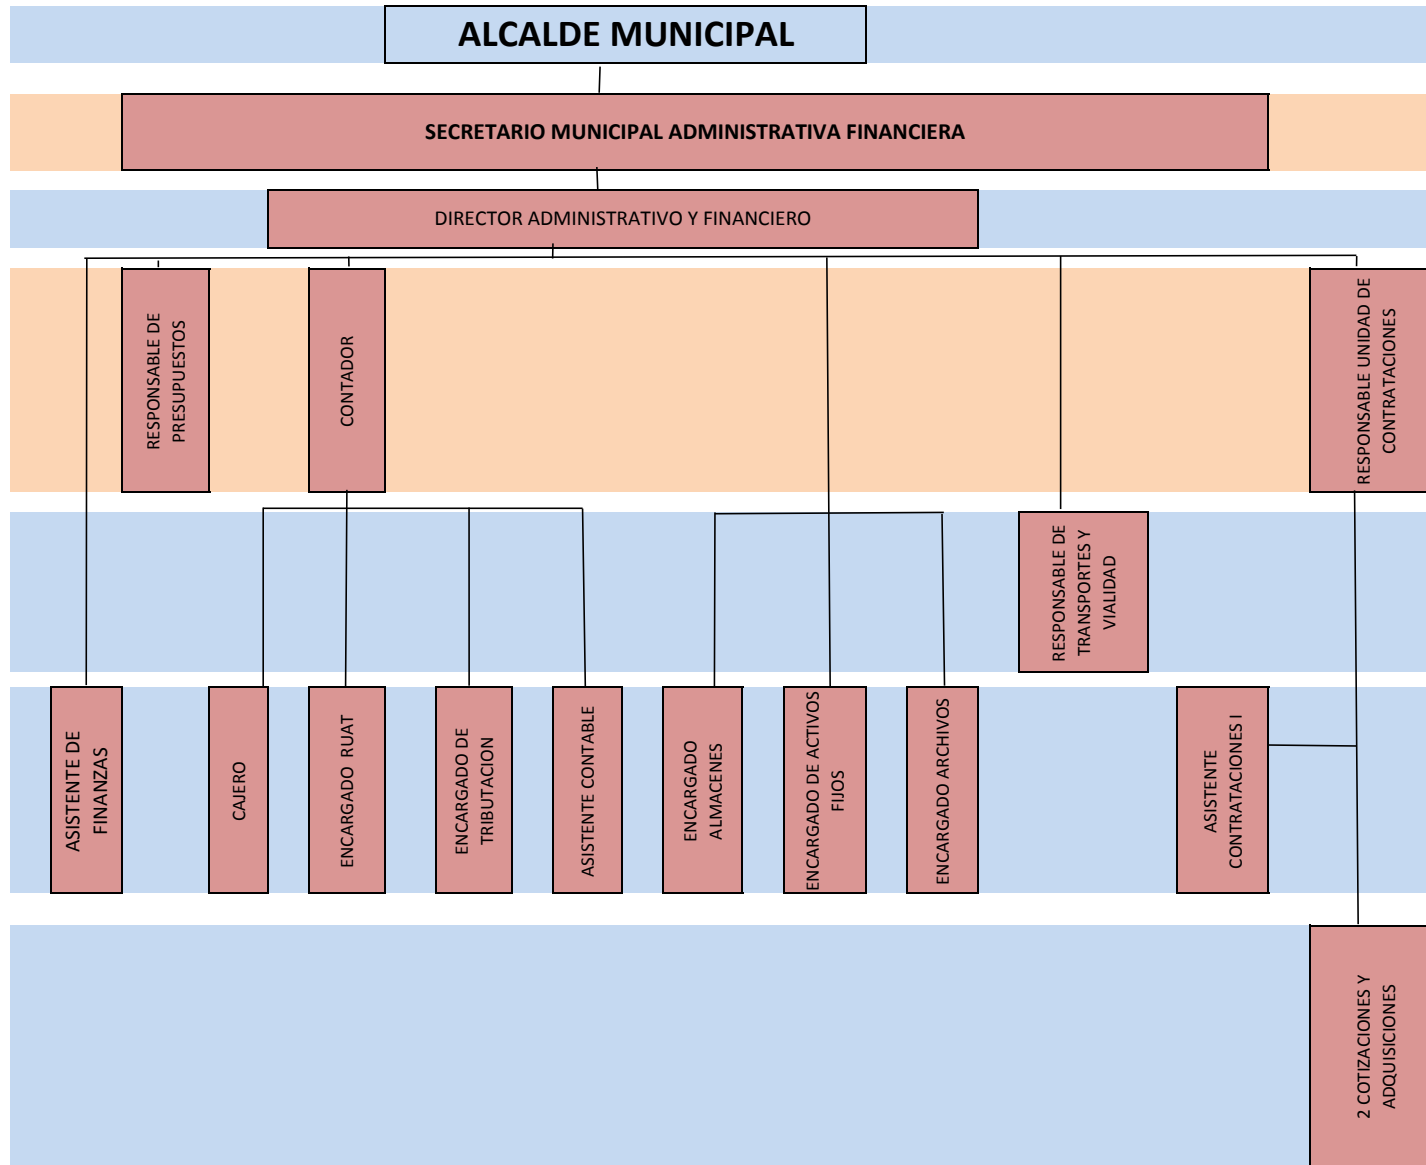 ALCALDE MUNICIPAL
SECRETARIO MUNICIPAL ADMINISTRATIVA FINANCIERA
DIRECTOR ADMINISTRATIVO Y FINANCIERO
RESPONSABLE DE
PRESUPUESTOS
CONTADOR
RESPONSABLE UNIDAD DE
CONTRATACIONES
RESPONSABLE DE
TRANSPORTES Y
VIALIDAD
ASISTENTE DE
FINANZAS
CAJERO
ENCARGADO RUAT
ENCARGADO DE
TRIBUTACION
ASISTENTE CONTABLE
ENCARGADO
ALMACENES
ENCARGADO DE ACTIVOS
FIJOS
ENCARGADO ARCHIVOS
ASISTENTE
CONTRATACIONES I
2 COTIZACIONES Y
ADQUISICIONES